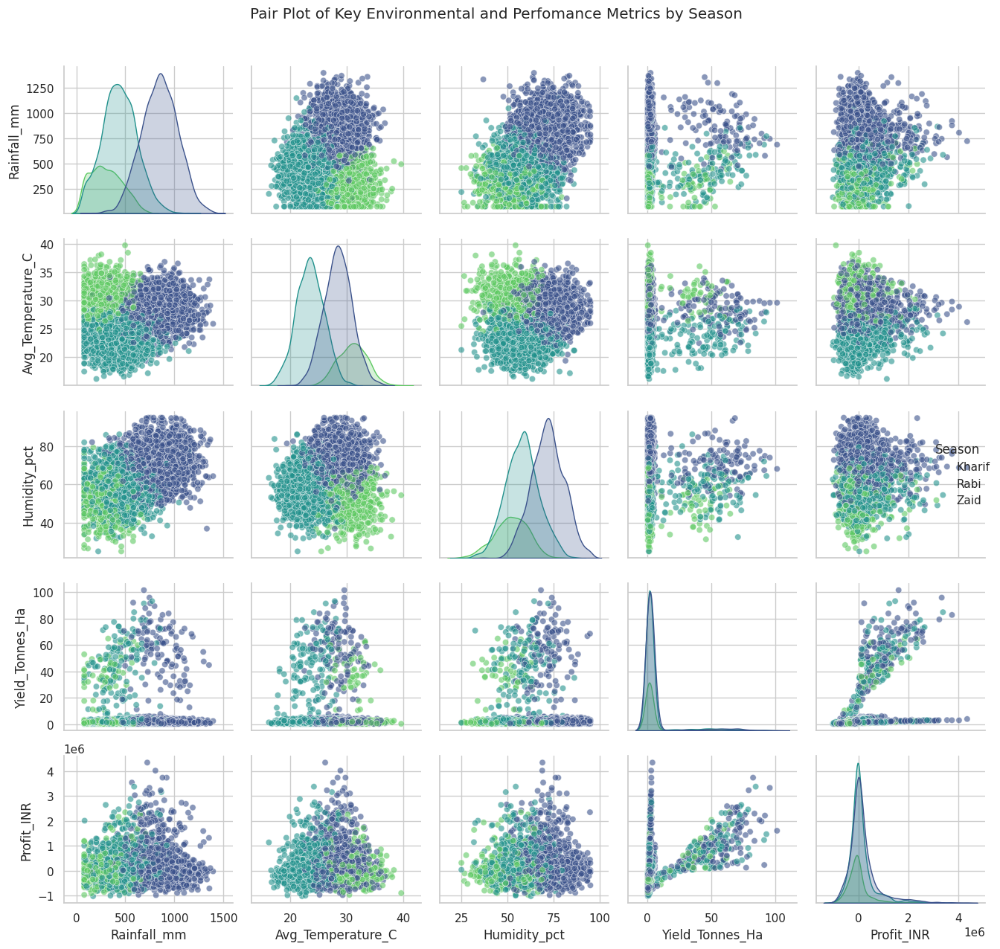 Pair Plot of Key Environmental and Perfomance Metrics by Season
Rainfall_mm
1250
1000
750
500
250
Avg_Temperature_C
40
35
30
25
20
Humidity_pct
80
60
40
Season
Kharif
Rabi
Zaid
Yield_Tonnes_Ha
100
80
60
40
20
0
1e6
Profit_INR
4
3
2
1
0
−1
0 500 1000 1500
20 30 40
25 50 75 100
0 50 100
0 2 4
1e6
Rainfall_mm Avg_Temperature_C Humidity_pct Yield_Tonnes_Ha Profit_INR